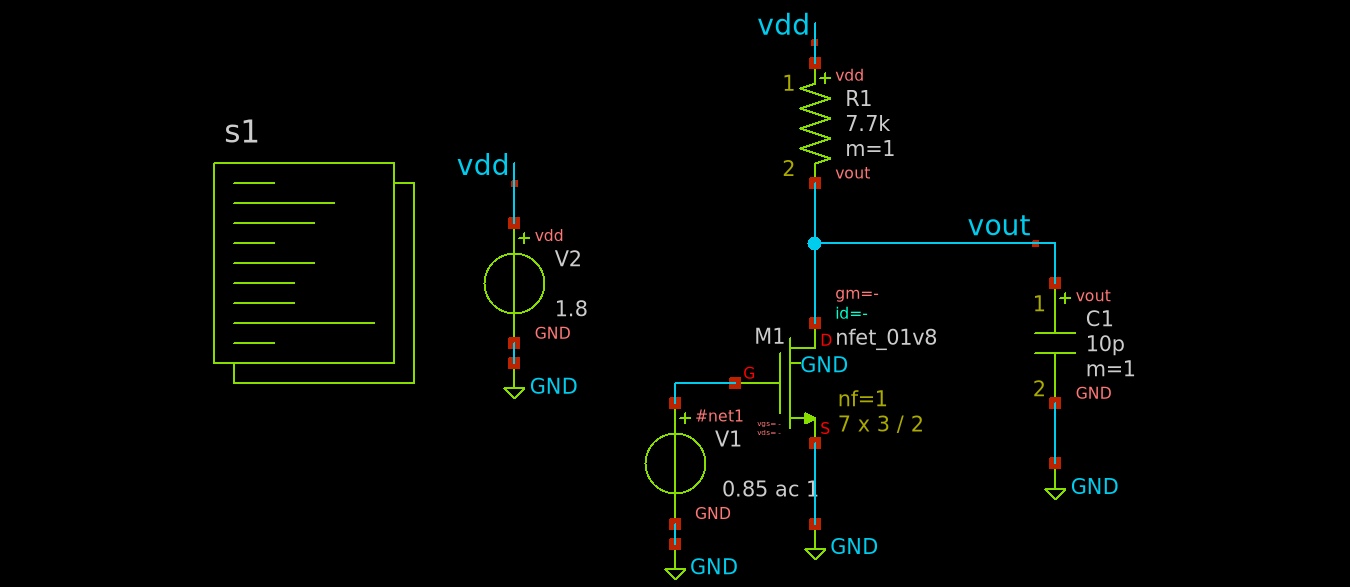 s1
vdd
+ vdd
V2
1.8
GND
GND
vdd
1
+ vdd
R1
7.7k
m=1
2
vout
vout
gm=-
id=-
M1
D
nfet_01v8
GND
G
nf=1
7 x 3 / 2
vgs=-
vds=-
S
+ #net1
V1
0.85 ac 1
GND
GND
GND
1
+ vout
C1
10p
m=1
2
GND
GND